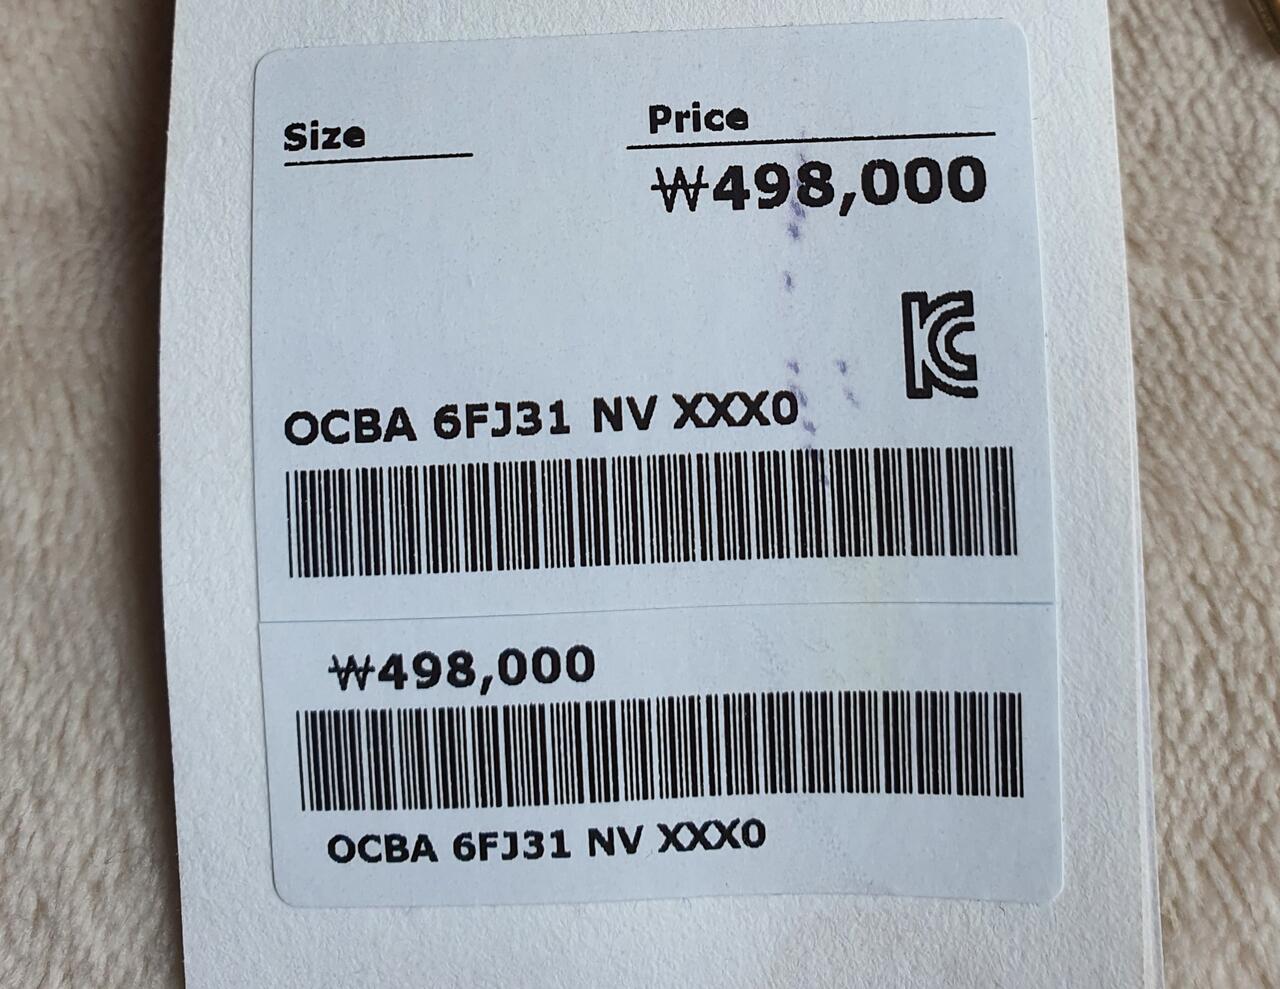 Size Price
₩498,000
KC
OCBA 6FJ31 NV XXX0
₩498,000
OCBA 6FJ31 NV XXX0